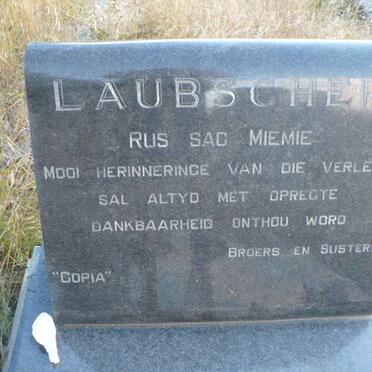 LAUBSCHER
RUS SAG MIEMIE
MOOI HERINNERINGE VAN DIE VERLE
SAL ALTYD MET OPREGTE
DANKBAARHEID ONTHOU WORD
BROERS EN SUSTER
"COPIA"